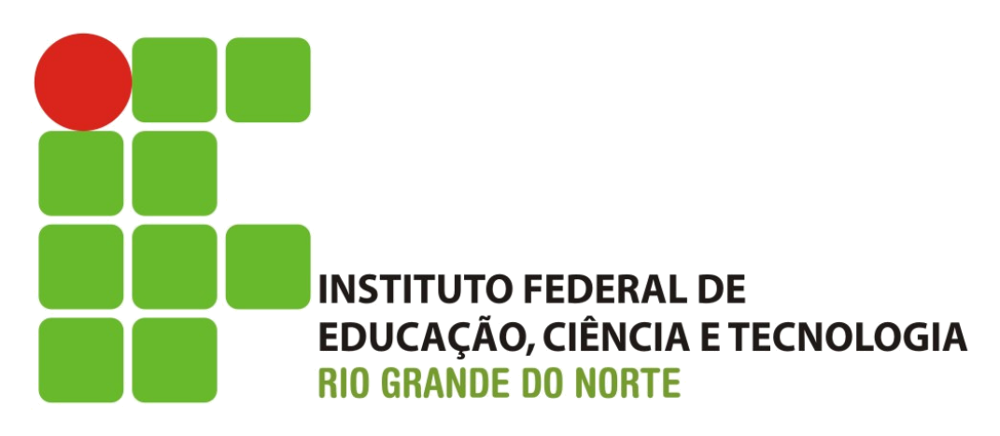 INSTITUTO FEDERAL DE
EDUCAÇÃO, CIÊNCIA E TECNOLOGIA
RIO GRANDE DO NORTE